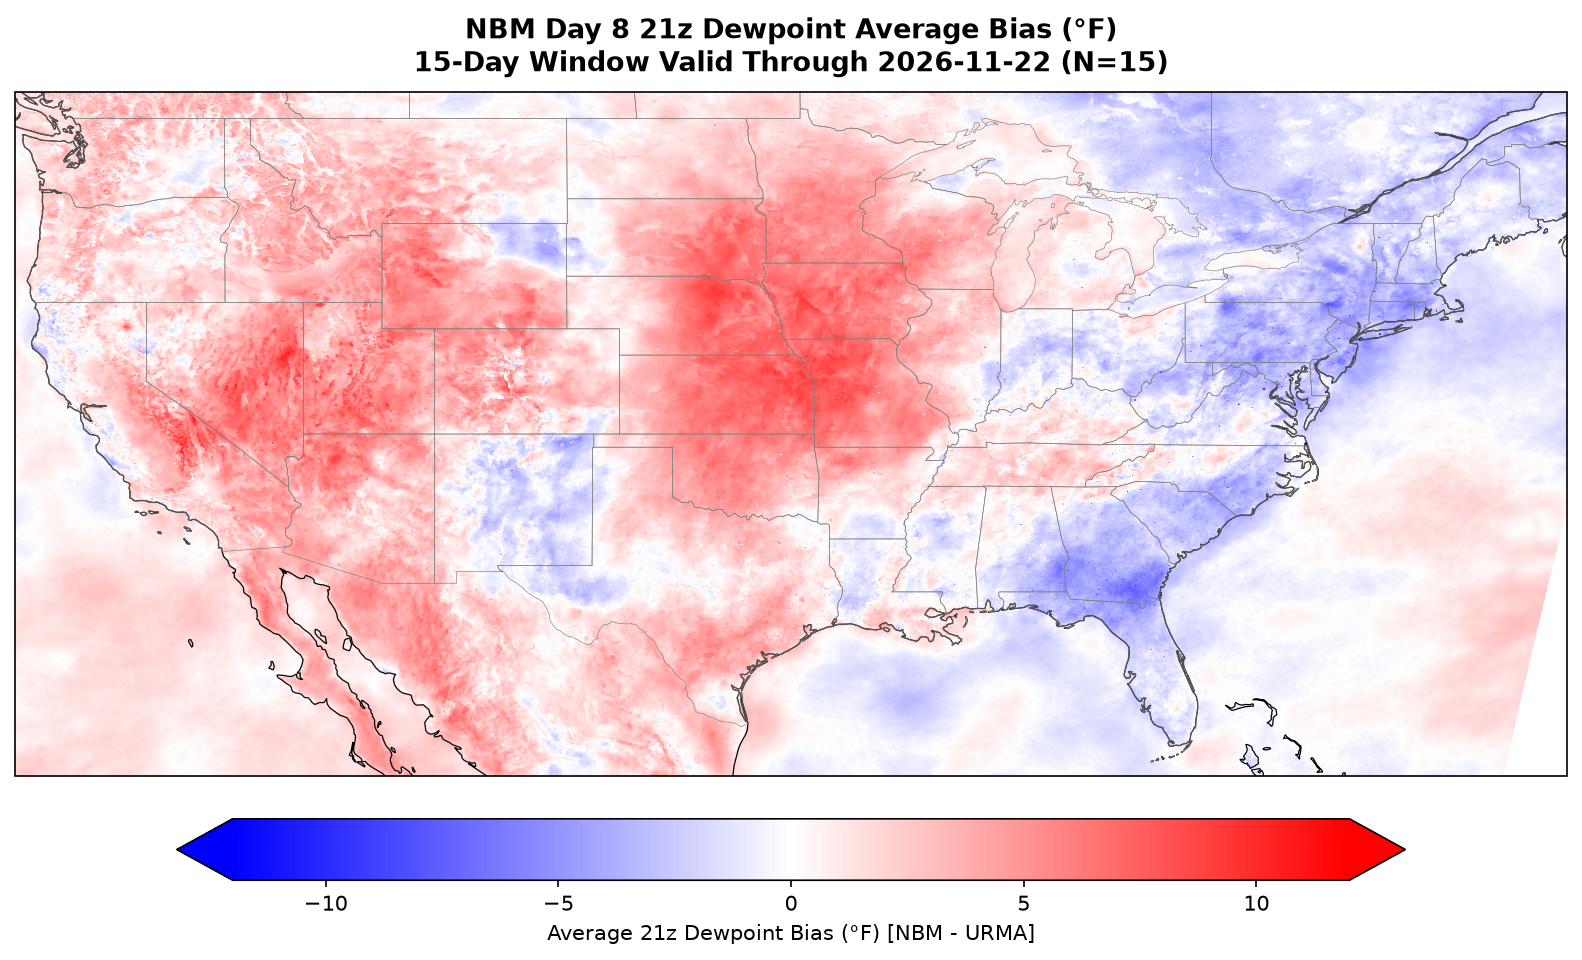 NBM Day 8 21z Dewpoint Average Bias (°F)
15-Day Window Valid Through 2026-11-22 (N=15)
−10 −5 0 5 10
Average 21z Dewpoint Bias (°F) [NBM - URMA]